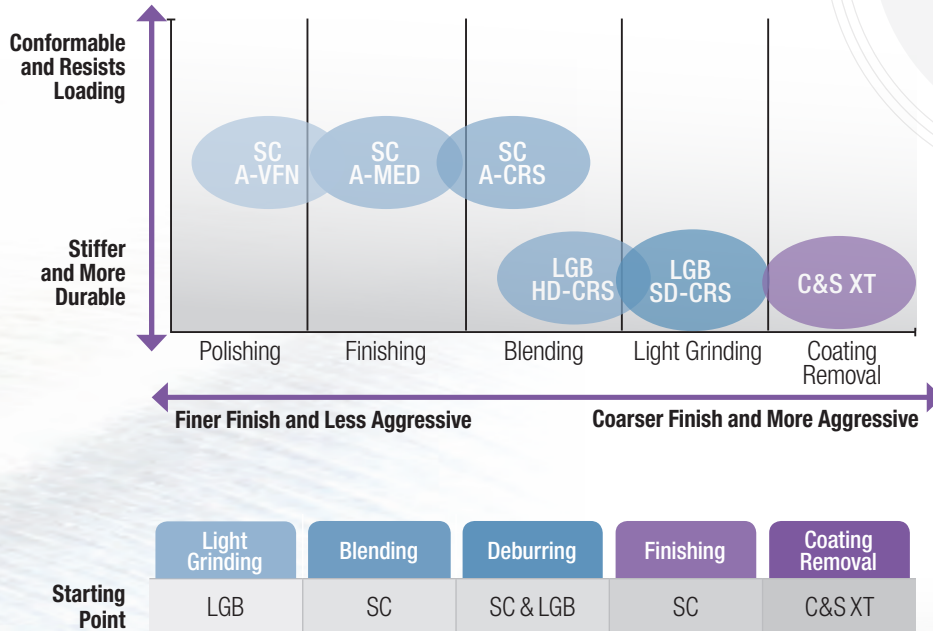 Conformable
and Resists
Loading
SC
A-VFN
SC
A-MED
SC
A-CRS
Stiffer
and More
Durable
LGB
HD-CRS
LGB
SD-CRS
C&S XT
Polishing
Finishing
Blending
Light Grinding
Coating
Removal
Finer Finish and Less Aggressive
Coarser Finish and More Aggressive
Light
Grinding
Blending
Deburring
Finishing
Coating
Removal
Starting
Point
LGB
SC
SC & LGB
SC
C&S XT